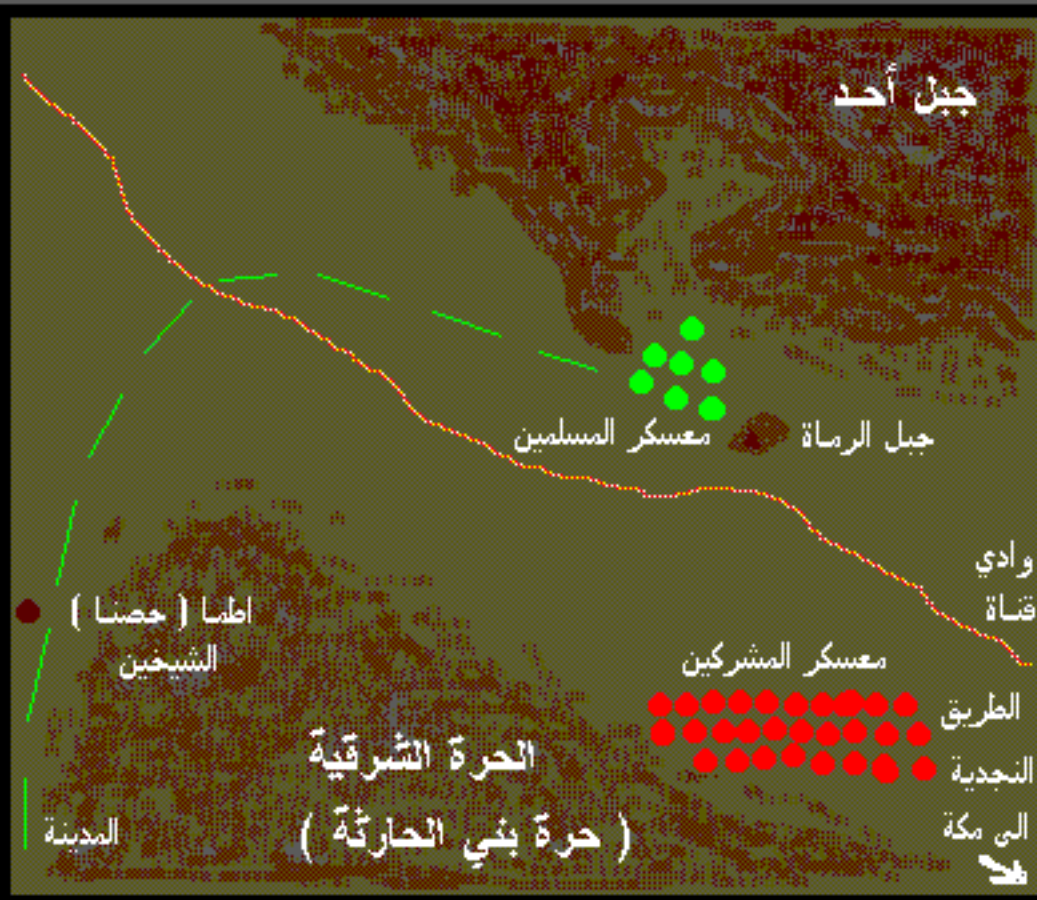 جبل أحد
معسكر المسلمين
جبل الرماة
وادي
قناة
اطما ( حصنا )
الشيخين
معسكر المشركين
الطريق
النجدية
الى مكة
الحرة الشرقية
( حرة بني الحارثة )
المدينة